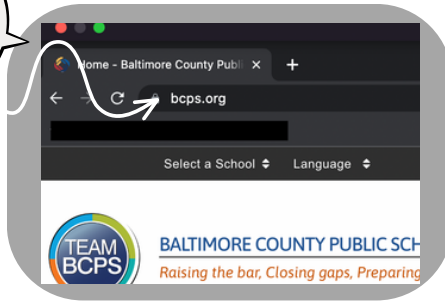 Home - Baltimore County Publ
bcps.org
Select a School Language
TEAM
BCPS
BALTIMORE COUNTY PUBLIC SCH
Raising the bar, Closing gaps, Preparing